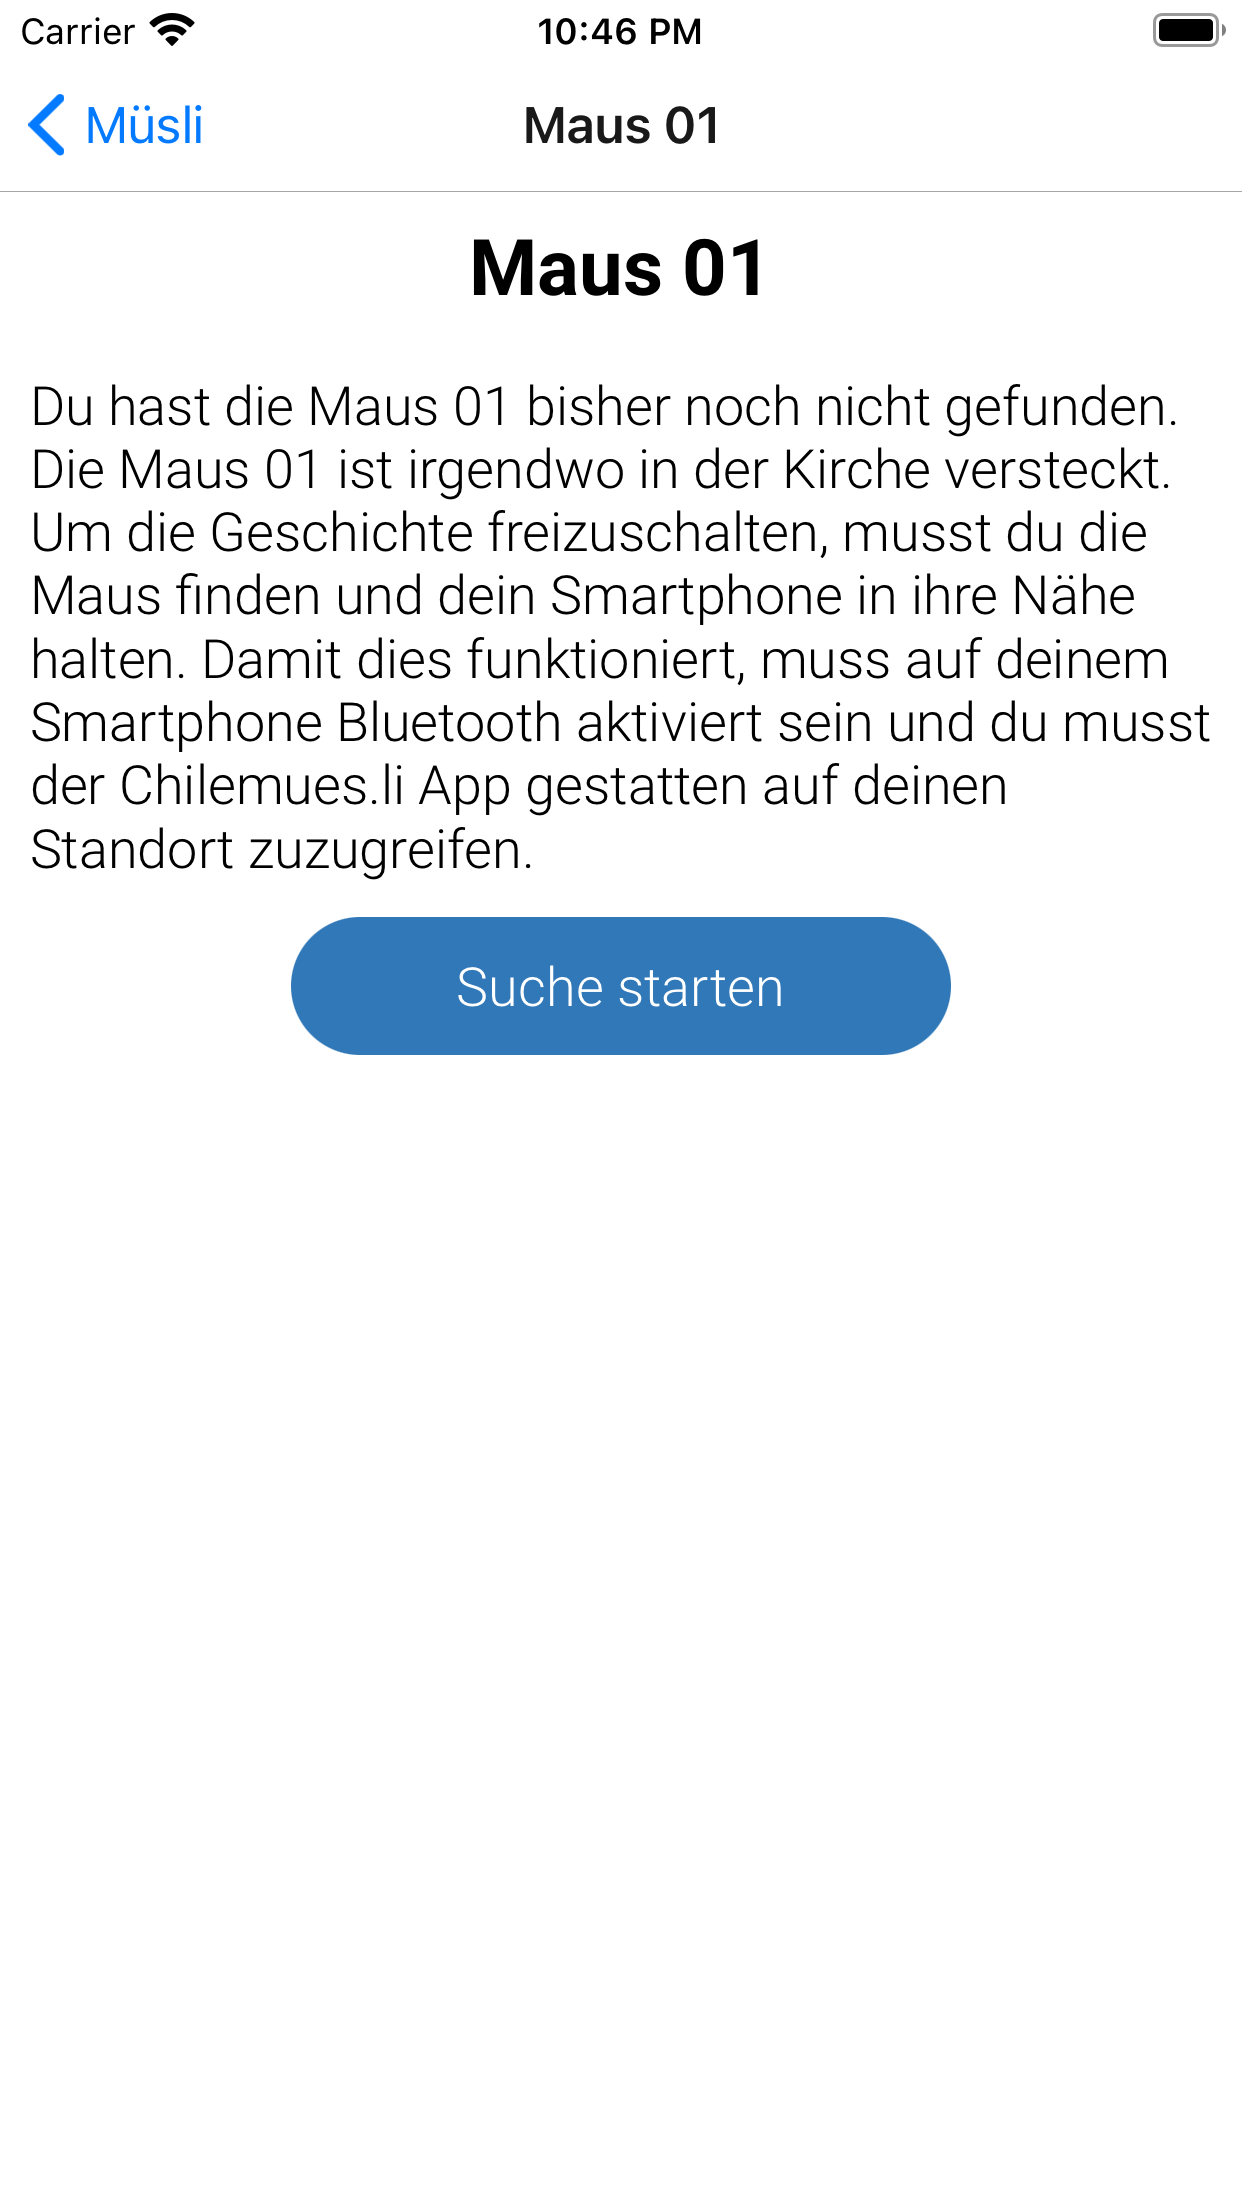 Carrier
10:46 PM
Müsli
Maus 01
Maus 01
Du hast die Maus 01 bisher noch nicht gefunden.
Die Maus 01 ist irgendwo in der Kirche versteckt.
Um die Geschichte freizuschalten, musst du die
Maus finden und dein Smartphone in ihre Nähe
halten. Damit dies funktioniert, muss auf deinem
Smartphone Bluetooth aktiviert sein und du musst
der Chilemues.li App gestatten auf deinen
Standort zuzugreifen.
Suche starten